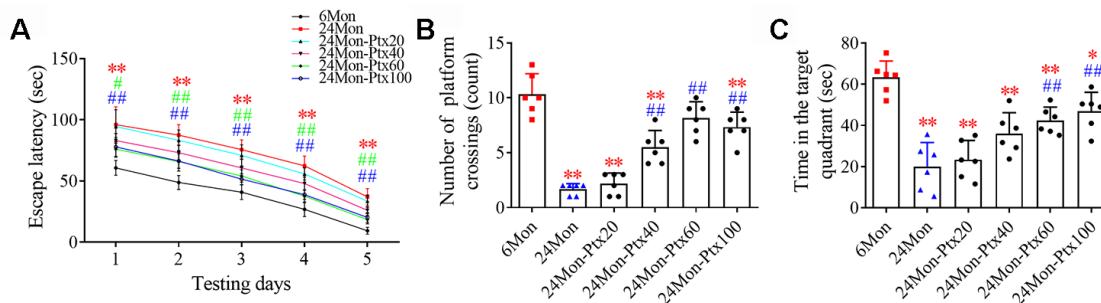 A
Escape latency (sec)
150
100
50
0
6Mon
24Mon
24Mon-Ptx20
24Mon-Ptx40
24Mon-Ptx60
24Mon-Ptx100
**
#
##
**
##
##
**
##
##
**
##
##
**
##
##
1 2 3 4 5
Testing days
B
Number of platform
crossings (count)
15
10
5
0
**
**
**
##
##
**
##
6Mon
24Mon
24Mon-Ptx20
24Mon-Ptx40
24Mon-Ptx60
24Mon-Ptx100
C
Time in the target
quadrant (sec)
80
60
40
20
0
**
**
**
**
##
*
##
6Mon
24Mon
24Mon-Ptx20
24Mon-Ptx40
24Mon-Ptx60
24Mon-Ptx100